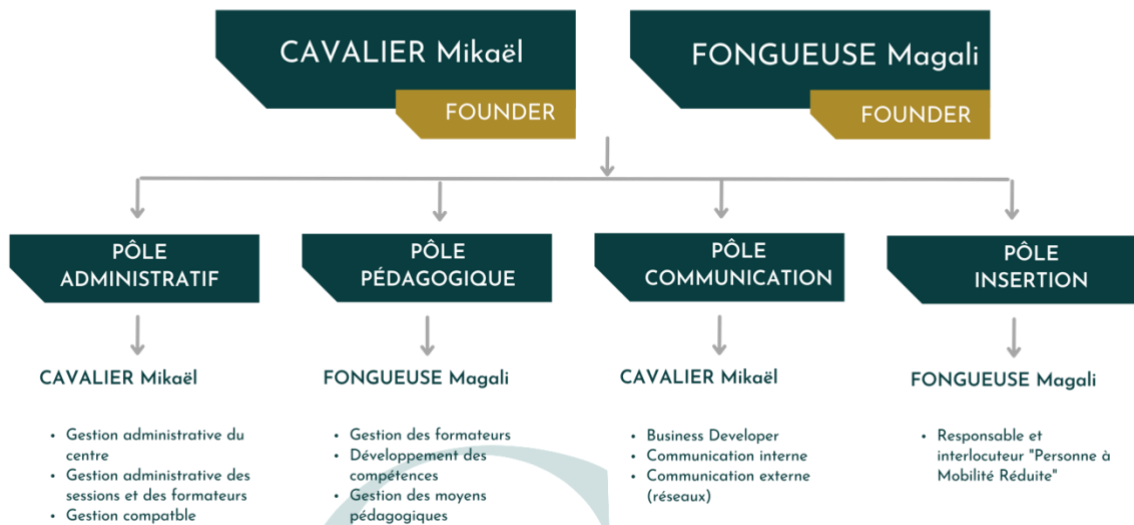 CAVALIER Mikaël
FOUNDER
FONGUEUSE Magali
FOUNDER
PÔLE
ADMINISTRATIF
CAVALIER Mikaël
• Gestion administrative du
centre
• Gestion administrative des
sessions et des formateurs
• Gestion compatble
PÔLE
PÉDAGOGIQUE
FONGUEUSE Magali
• Gestion des formateurs
• Développement des
compétences
• Gestion des moyens
pédagogiques
PÔLE
COMMUNICATION
CAVALIER Mikaël
• Business Developer
• Communication interne
• Communication externe
(réseaux)
PÔLE
INSERTION
FONGUEUSE Magali
• Responsable et
interlocuteur "Personne à
Mobilité Réduite"